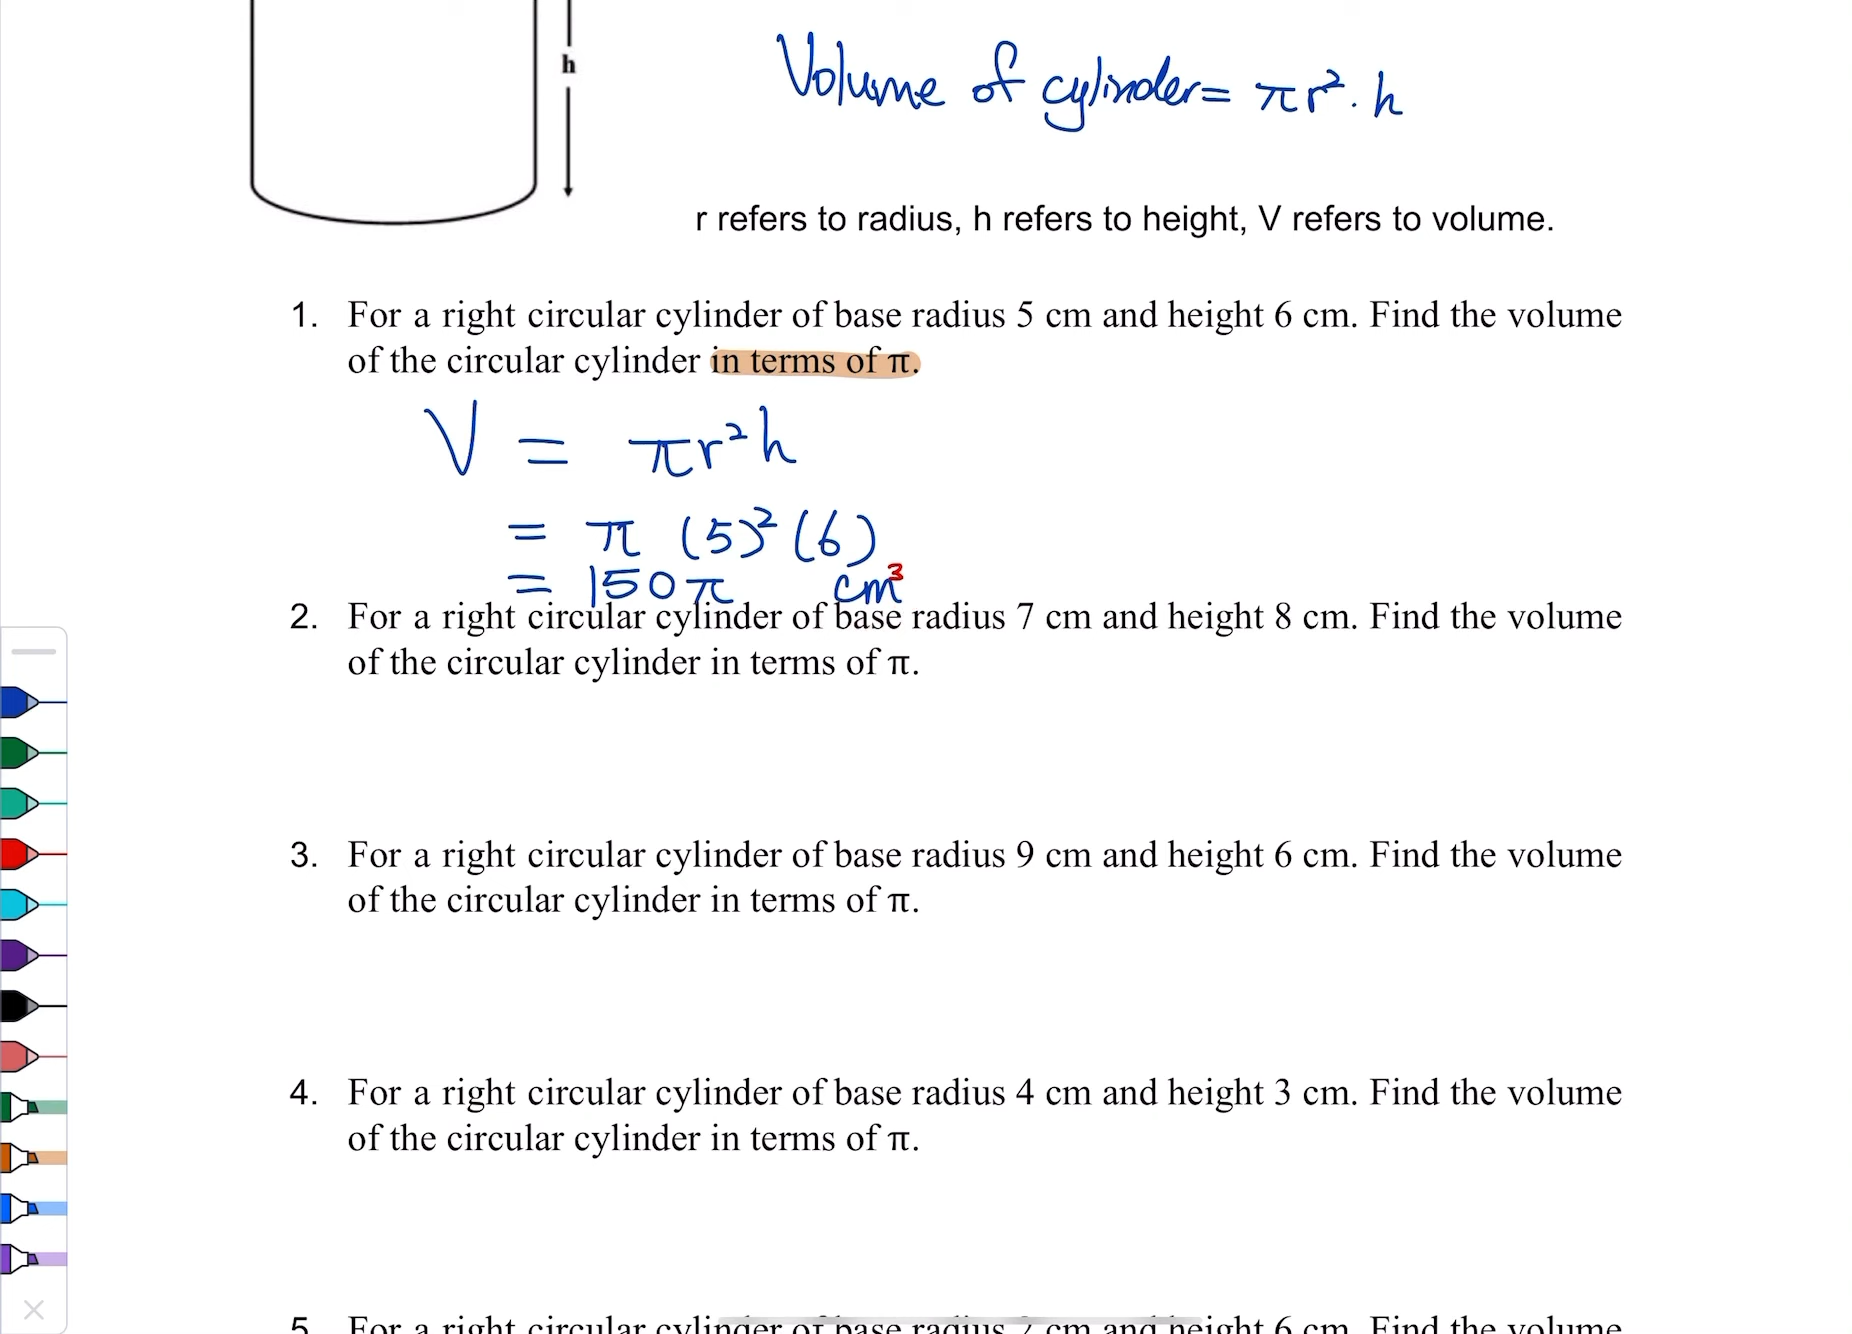 h
Volume of cylinder = πr². h
r refers to radius, h refers to height, V refers to volume.
1. For a right circular cylinder of base radius 5 cm and height 6 cm. Find the volume
of the circular cylinder in terms of π.
V = πr²h
= π (5)² (6)
= 150π cm³
2. For a right circular cylinder of base radius 7 cm and height 8 cm. Find the volume
of the circular cylinder in terms of π.
3. For a right circular cylinder of base radius 9 cm and height 6 cm. Find the volume
of the circular cylinder in terms of π.
4. For a right circular cylinder of base radius 4 cm and height 3 cm. Find the volume
of the circular cylinder in terms of π.
5 For a right circular cylinder of base radius cm and height 6 cm Find the volume